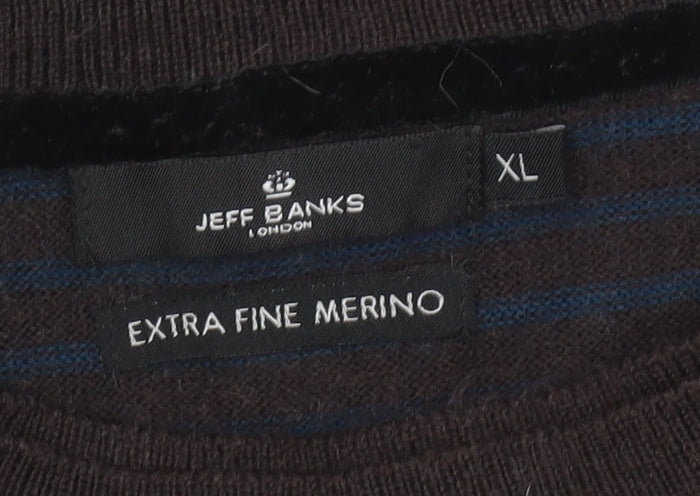 JEFF BANKS
LONDON
XL
EXTRA FINE MERINO